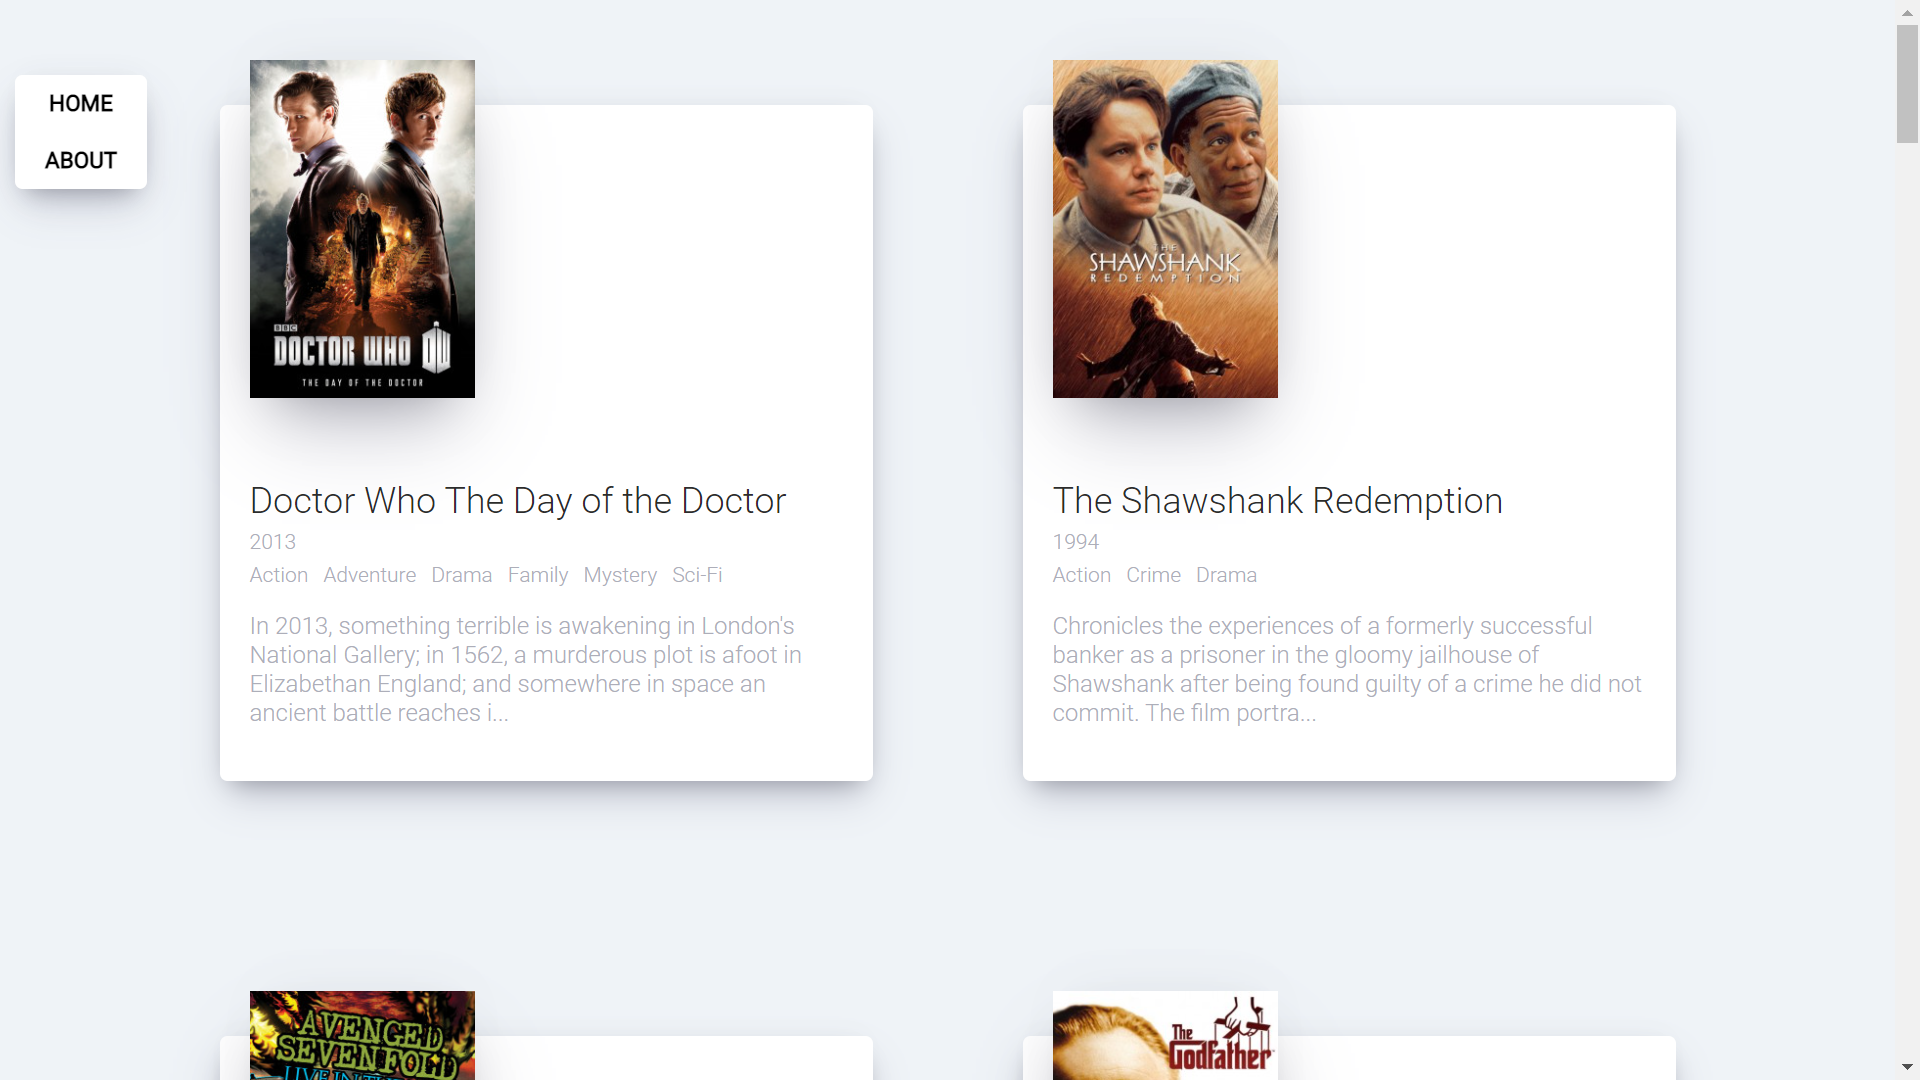 HOME
ABOUT
BBC
DOCTOR WHO DW
THE DAY OF THE DOCTOR
Doctor Who The Day of the Doctor
2013
Action Adventure Drama Family Mystery Sci-Fi
In 2013, something terrible is awakening in London's
National Gallery; in 1562, a murderous plot is afoot in
Elizabethan England; and somewhere in space an
ancient battle reaches i...
THE
SHAWSHANK
REDEMPTION
The Shawshank Redemption
1994
Action Crime Drama
Chronicles the experiences of a formerly successful
banker as a prisoner in the gloomy jailhouse of
Shawshank after being found guilty of a crime he did not
commit. The film portra...
AVENGED
SEVENFOLD
LIVE IN THE
The
Godfather